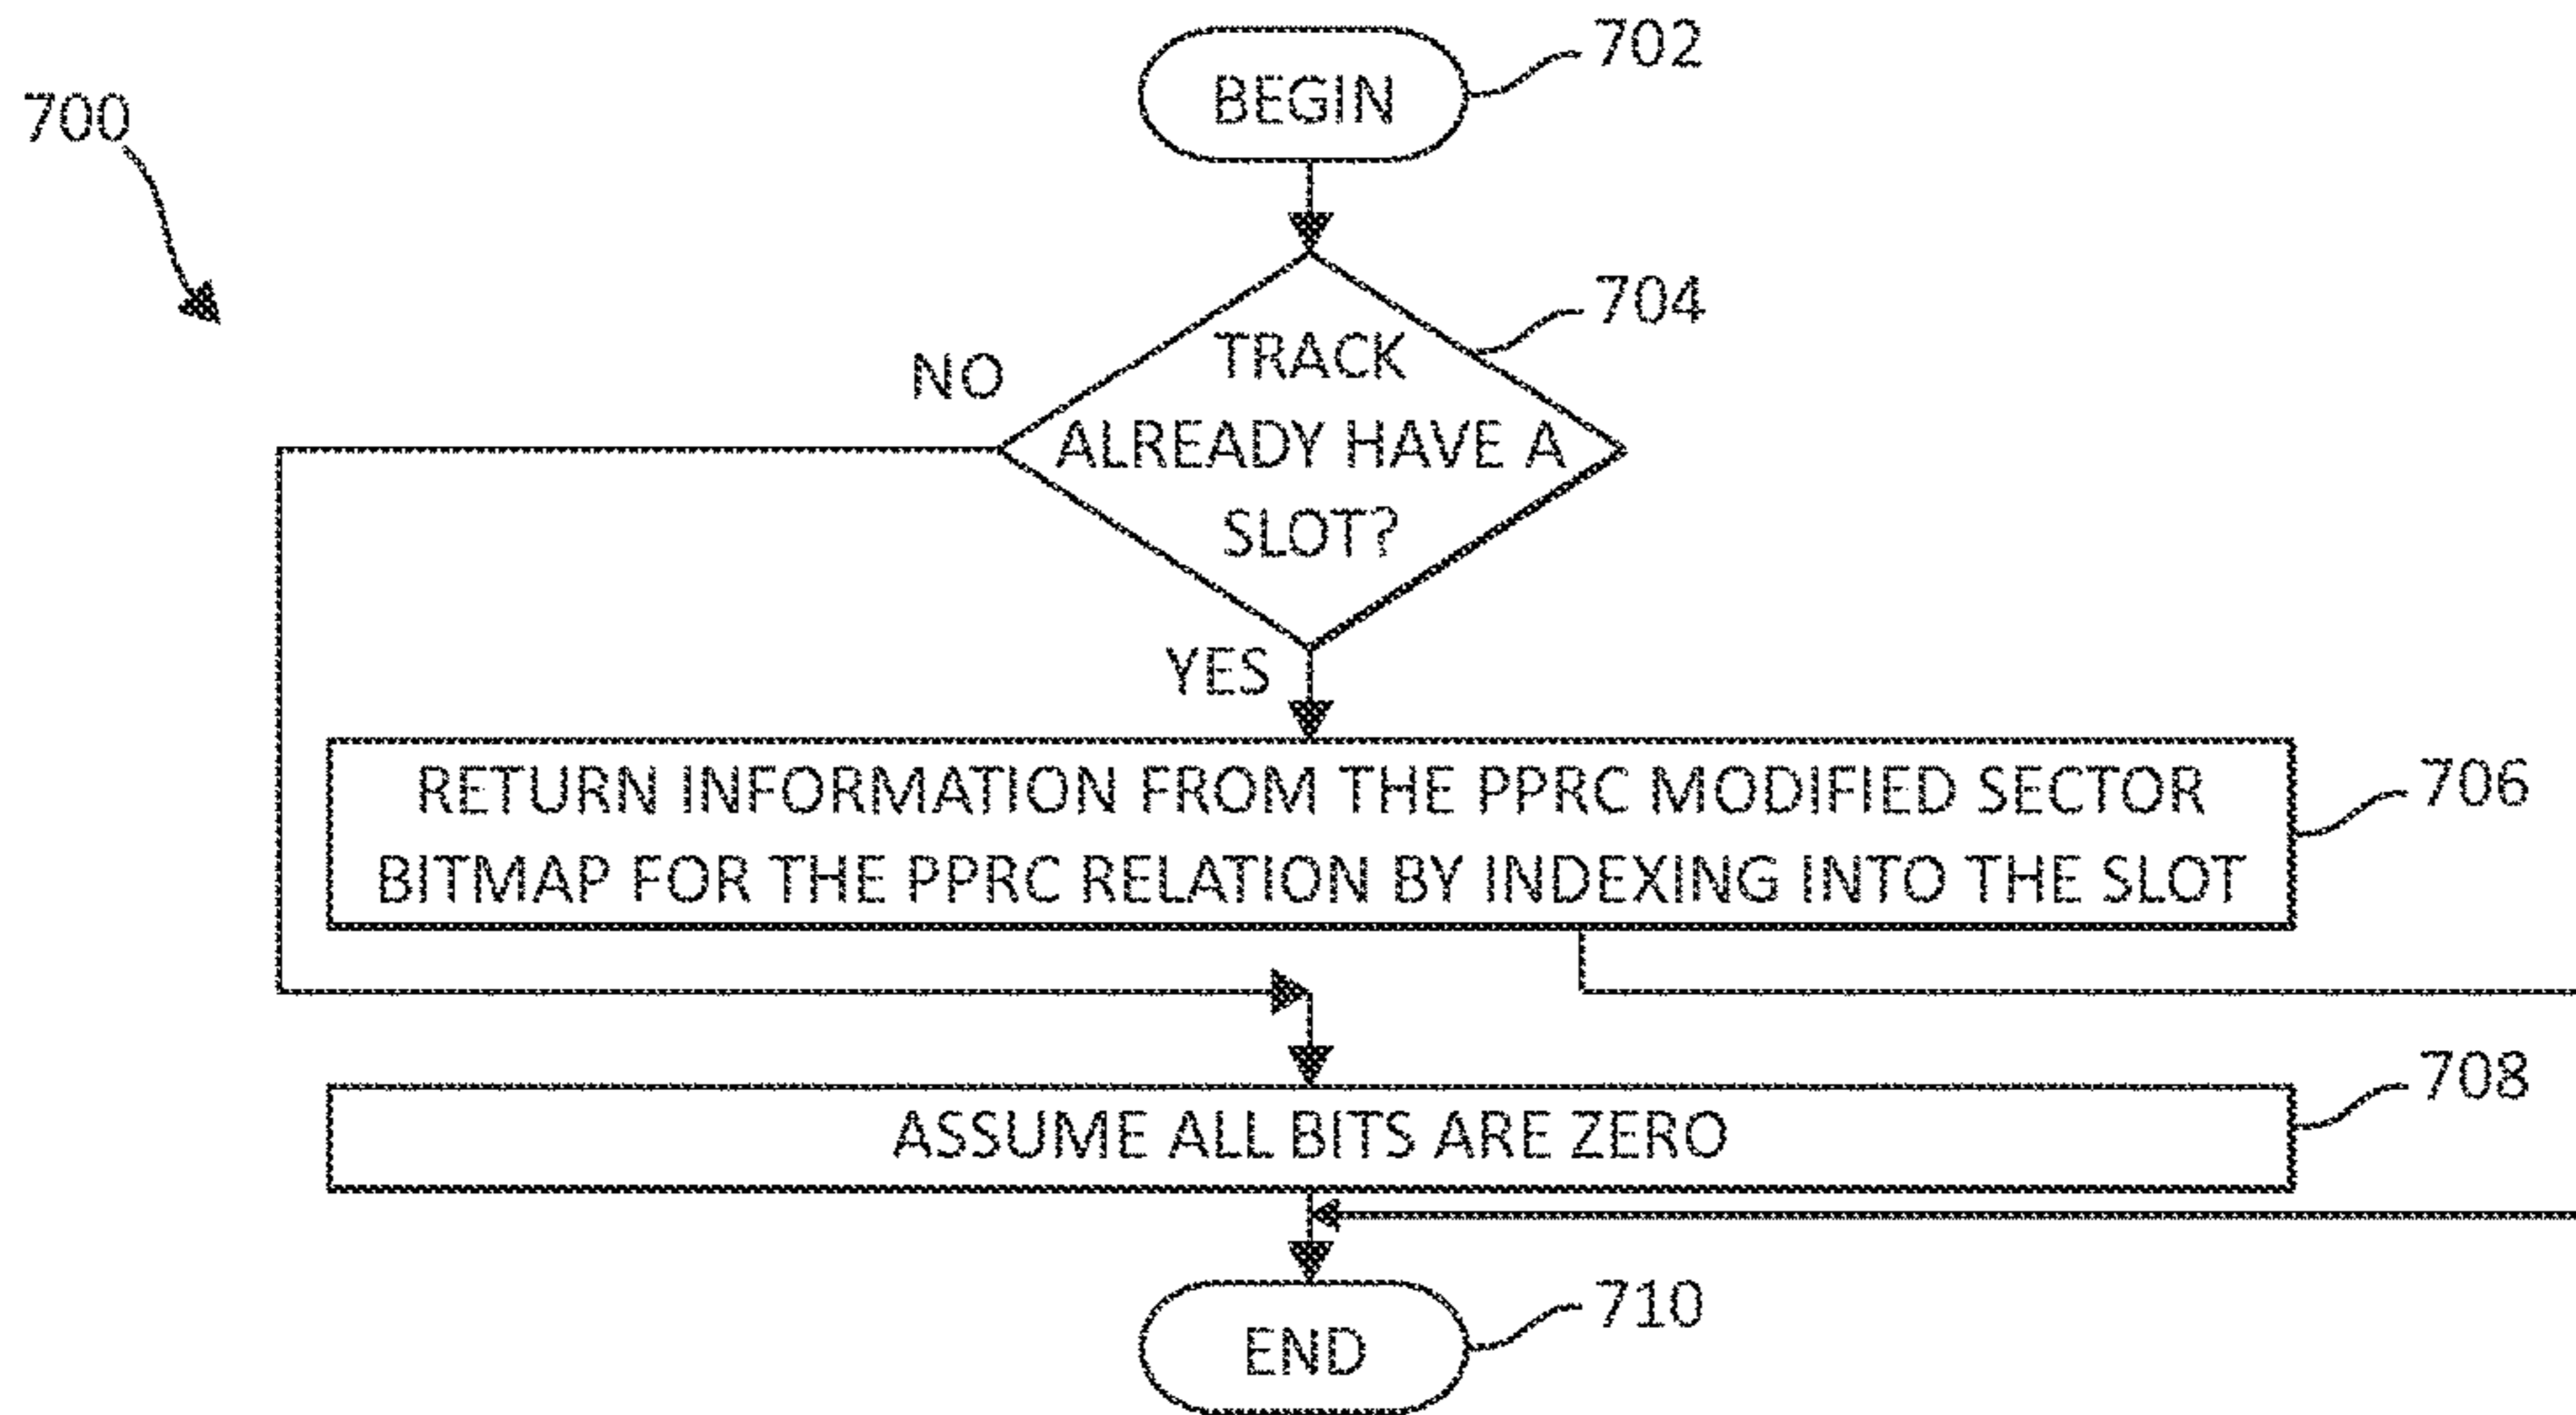 700
BEGIN
702
704
NO
TRACK
ALREADY HAVE A
SLOT?
YES
RETURN INFORMATION FROM THE PPRC MODIFIED SECTOR
BITMAP FOR THE PPRC RELATION BY INDEXING INTO THE SLOT
706
ASSUME ALL BITS ARE ZERO
708
END
710